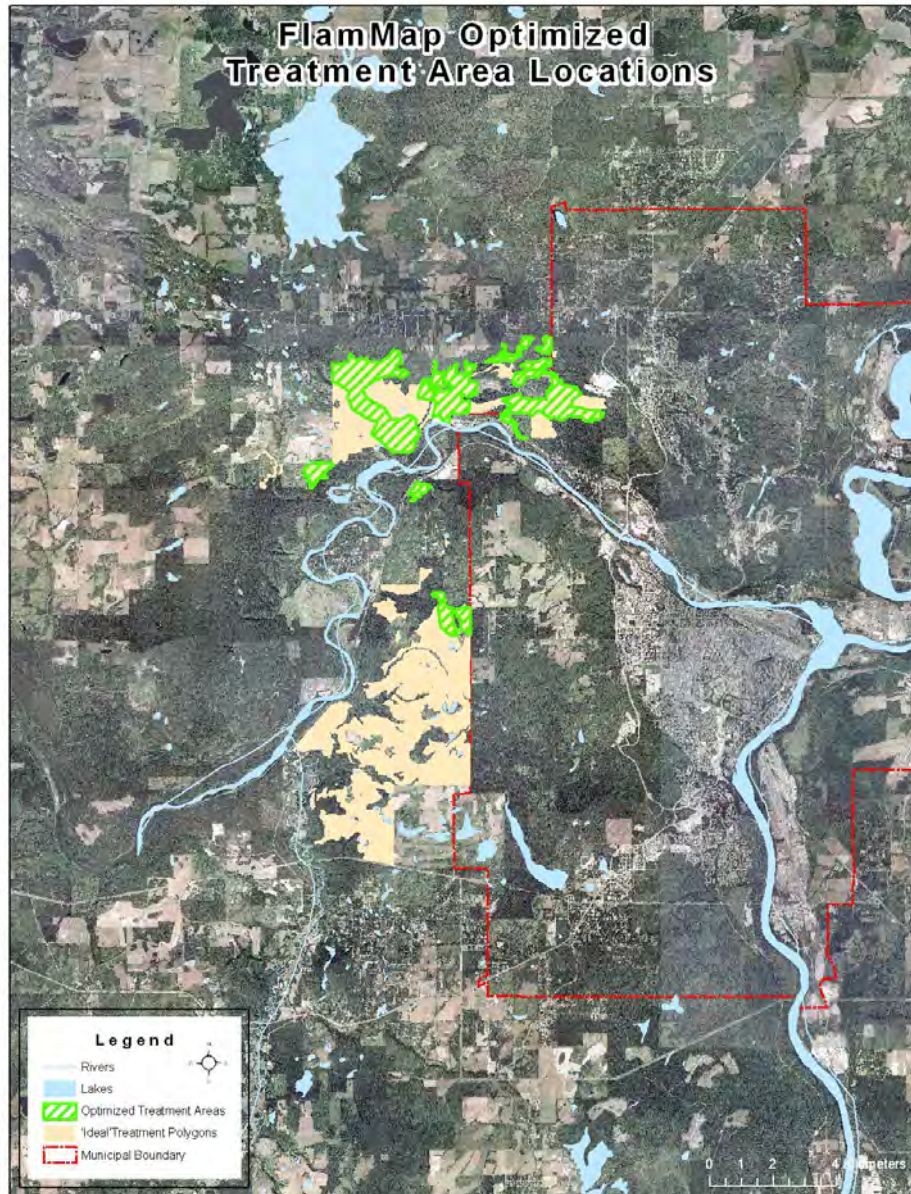 FlamMap Optimized
Treatment Area Locations
Legend
Rivers
Lakes
Optimized Treatment Areas
'Ideal'Treatment Polygons
Municipal Boundary
0 1 2 4 Kilometers